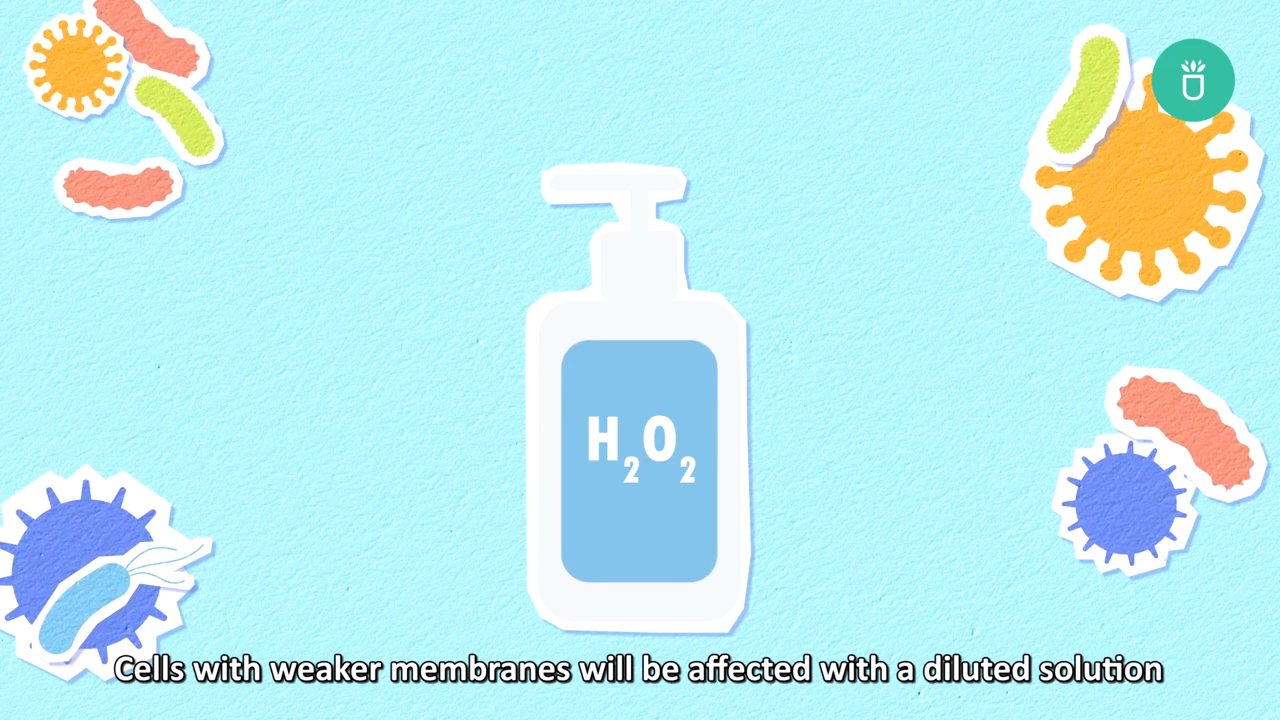 H₂O₂
Cells with weaker membranes will be affected with a diluted solution